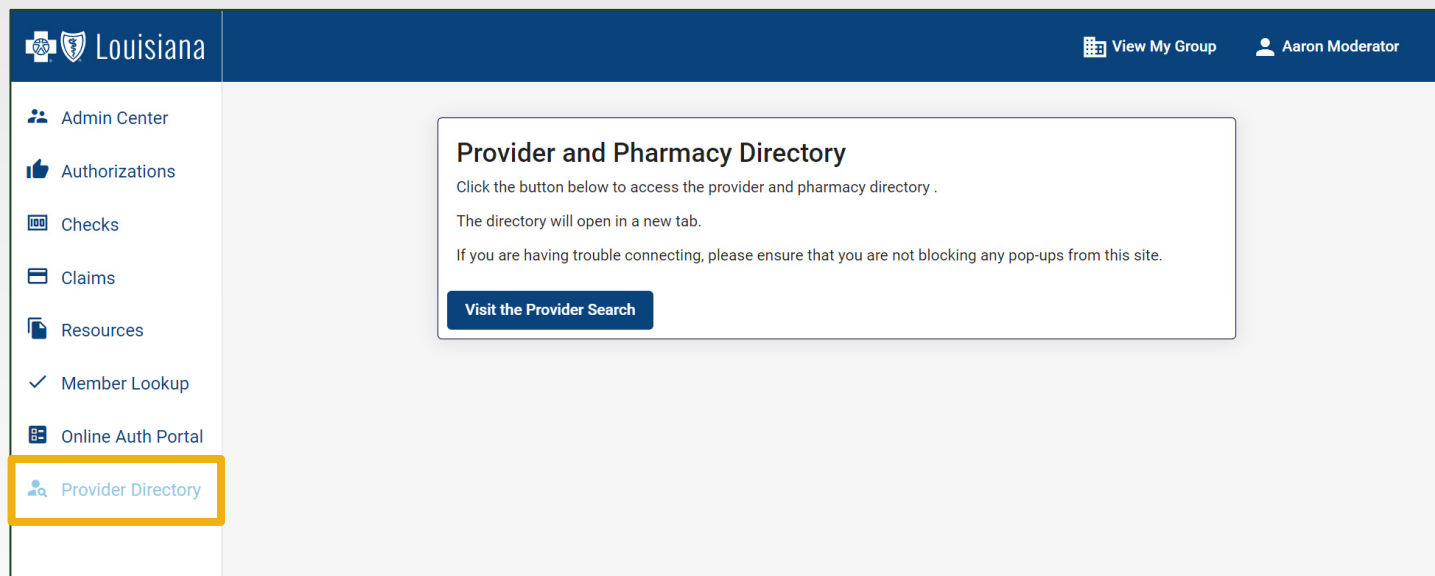 Louisiana
View My Group
Aaron Moderator
Admin Center
Authorizations
Checks
Claims
Resources
Member Lookup
Online Auth Portal
Provider Directory
Provider and Pharmacy Directory
Click the button below to access the provider and pharmacy directory .
The directory will open in a new tab.
If you are having trouble connecting, please ensure that you are not blocking any pop-ups from this site.
Visit the Provider Search